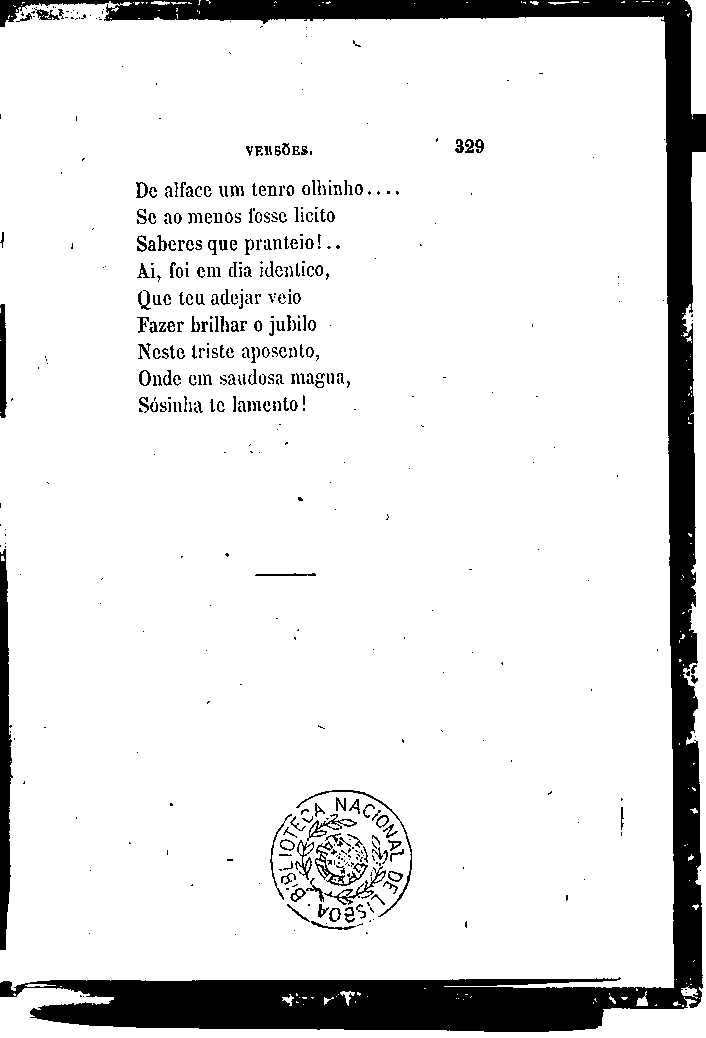 VERSÕES. 329
De alface um tenro olhinho....
Se ao menos fosse licito
Saberes que pranteio!..
Ai, foi em dia identico,
Que teu adejar veio
Fazer brilhar o jubilo
Neste triste aposento,
Onde em saudosa magua,
Sósinha te lamento!
BIBLIOTECA NACIONAL DE LISBOA